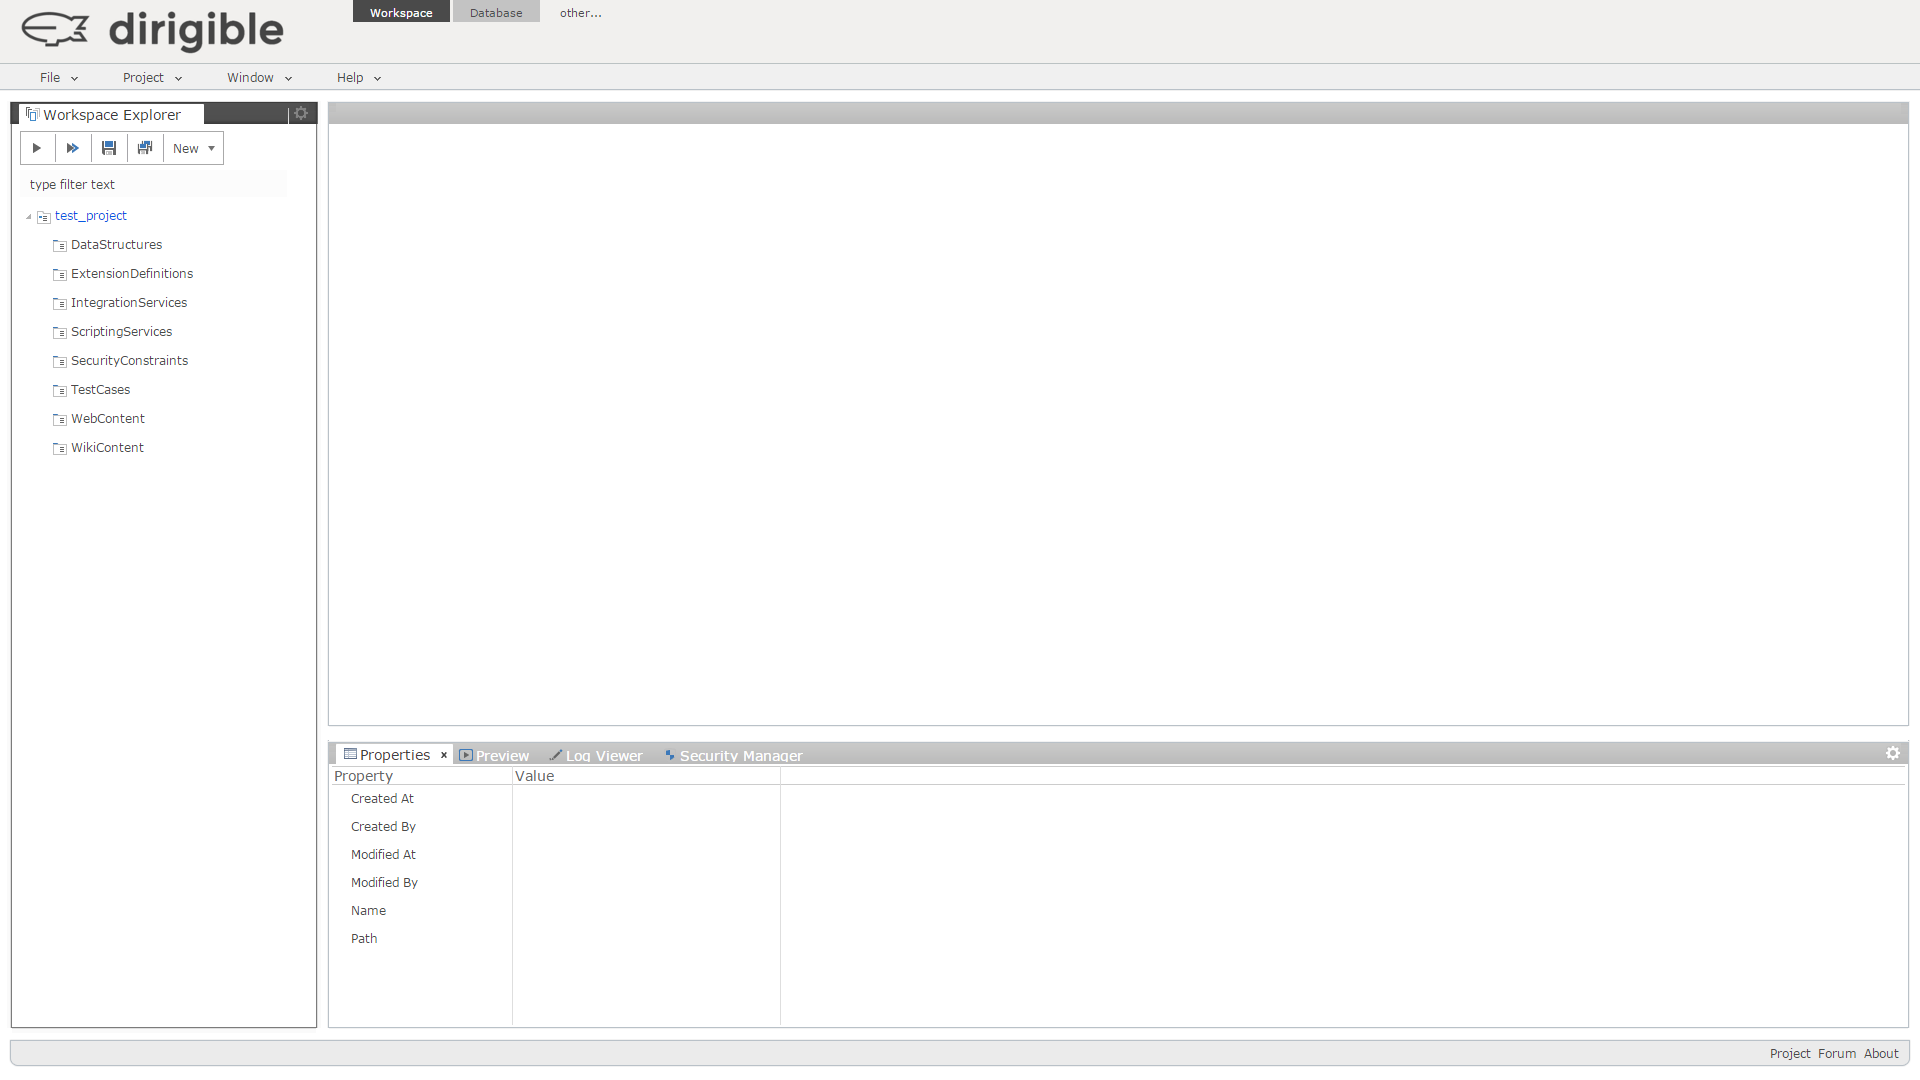 dirigible
Workspace Database other...
File Project Window Help
Workspace Explorer
New
type filter text
test_project
DataStructures
ExtensionDefinitions
IntegrationServices
ScriptingServices
SecurityConstraints
TestCases
WebContent
WikiContent
Properties x Preview Log Viewer Security Manager
Property Value
Created At
Created By
Modified At
Modified By
Name
Path
Project Forum About